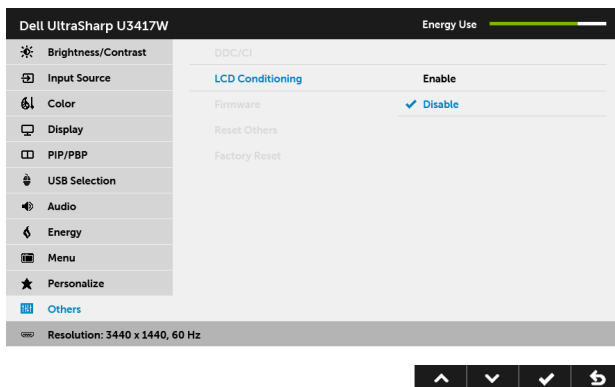 Dell UltraSharp U3417W
Energy Use
Brightness/Contrast
DDC/CI
Input Source
LCD Conditioning
Enable
Color
Firmware
Disable
Display
Reset Others
PIP/PBP
Factory Reset
USB Selection
Audio
Energy
Menu
Personalize
Others
Resolution: 3440 x 1440, 60 Hz